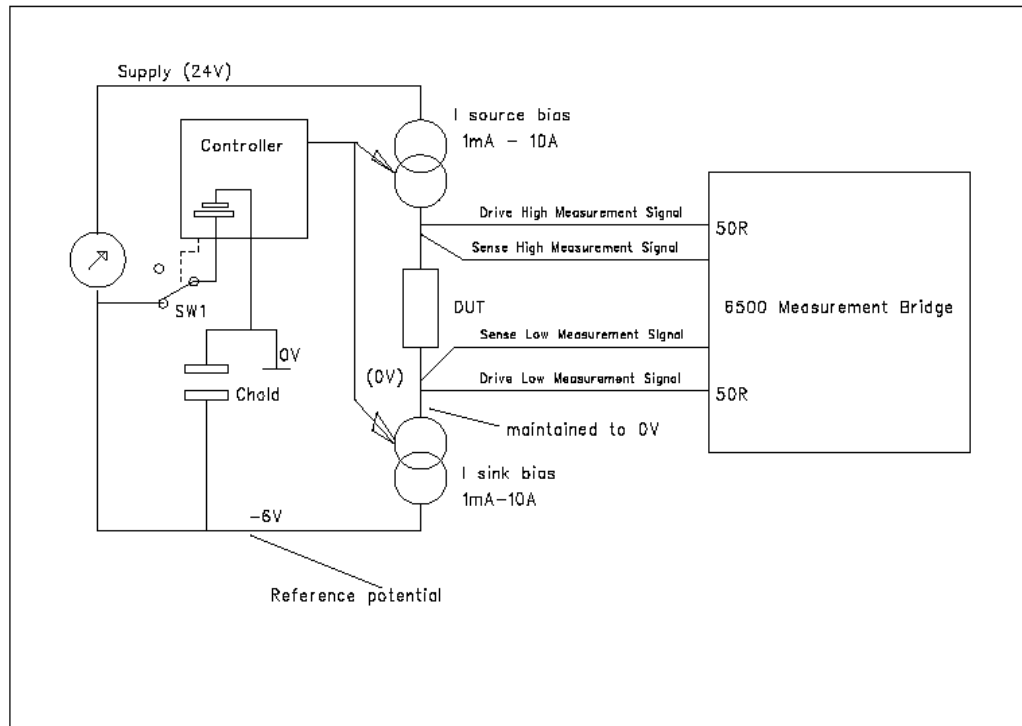 Supply (24V)
I source bias
1mA - 10A
Controller
Drive High Measurement Signal
50R
Sense High Measurement Signal
SW1
DUT
6500 Measurement Bridge
Sense Low Measurement Signal
0V
(0V)
Chold
Drive Low Measurement Signal
50R
maintained to 0V
I sink bias
1mA-10A
-6V
Reference potential